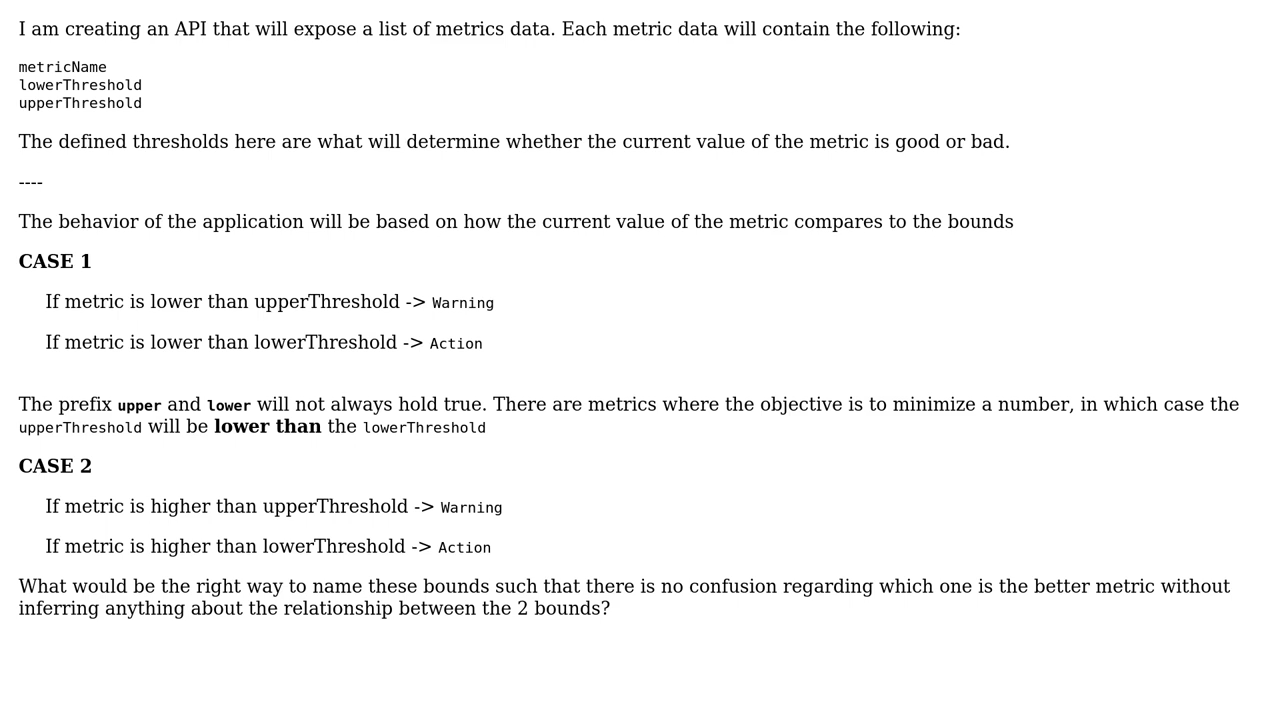 I am creating an API that will expose a list of metrics data. Each metric data will contain the following:
metricName
lowerThreshold
upperThreshold
The defined thresholds here are what will determine whether the current value of the metric is good or bad.
----
The behavior of the application will be based on how the current value of the metric compares to the bounds
CASE 1
If metric is lower than upperThreshold -> Warning
If metric is lower than lowerThreshold -> Action
The prefix upper and lower will not always hold true. There are metrics where the objective is to minimize a number, in which case the
upperThreshold will be lower than the lowerThreshold
CASE 2
If metric is higher than upperThreshold -> Warning
If metric is higher than lowerThreshold -> Action
What would be the right way to name these bounds such that there is no confusion regarding which one is the better metric without
inferring anything about the relationship between the 2 bounds?